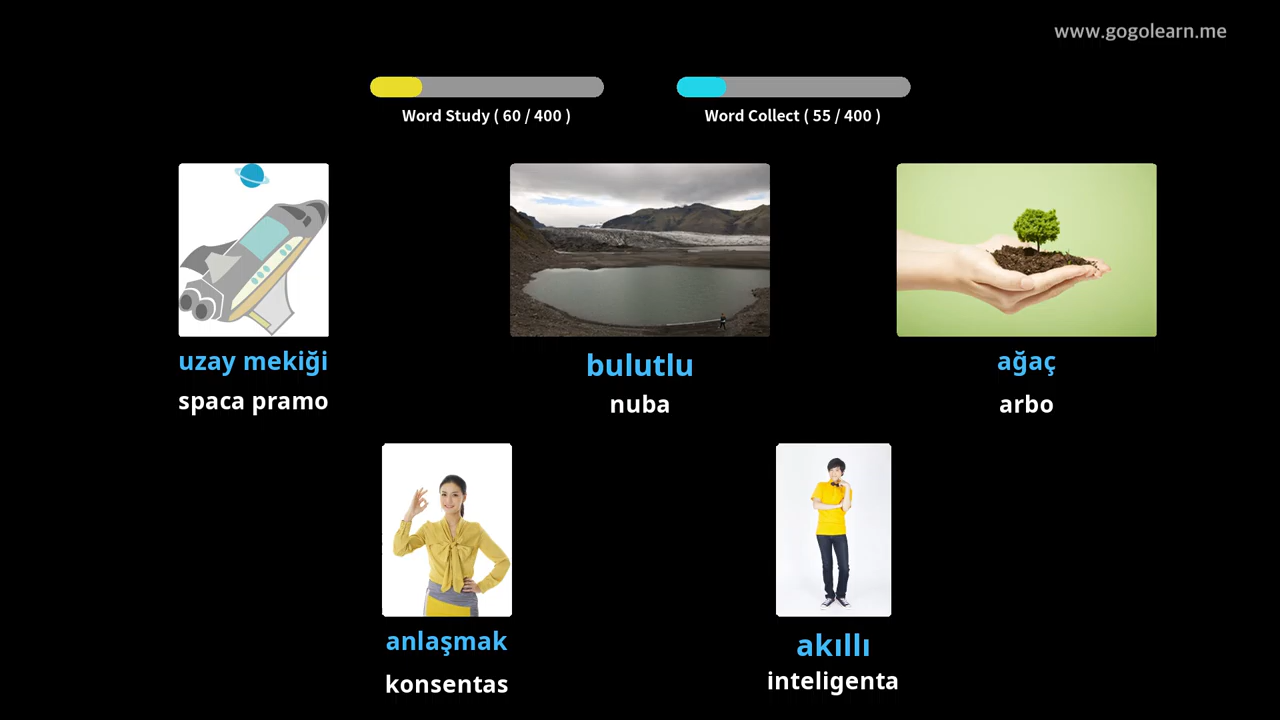 www.gogolearn.me
Word Study ( 60 / 400 )
Word Collect ( 55 / 400 )
uzay mekiği
spaca pramo
bulutlu
nuba
ağaç
arbo
anlaşmak
konsentas
akıllı
inteligenta